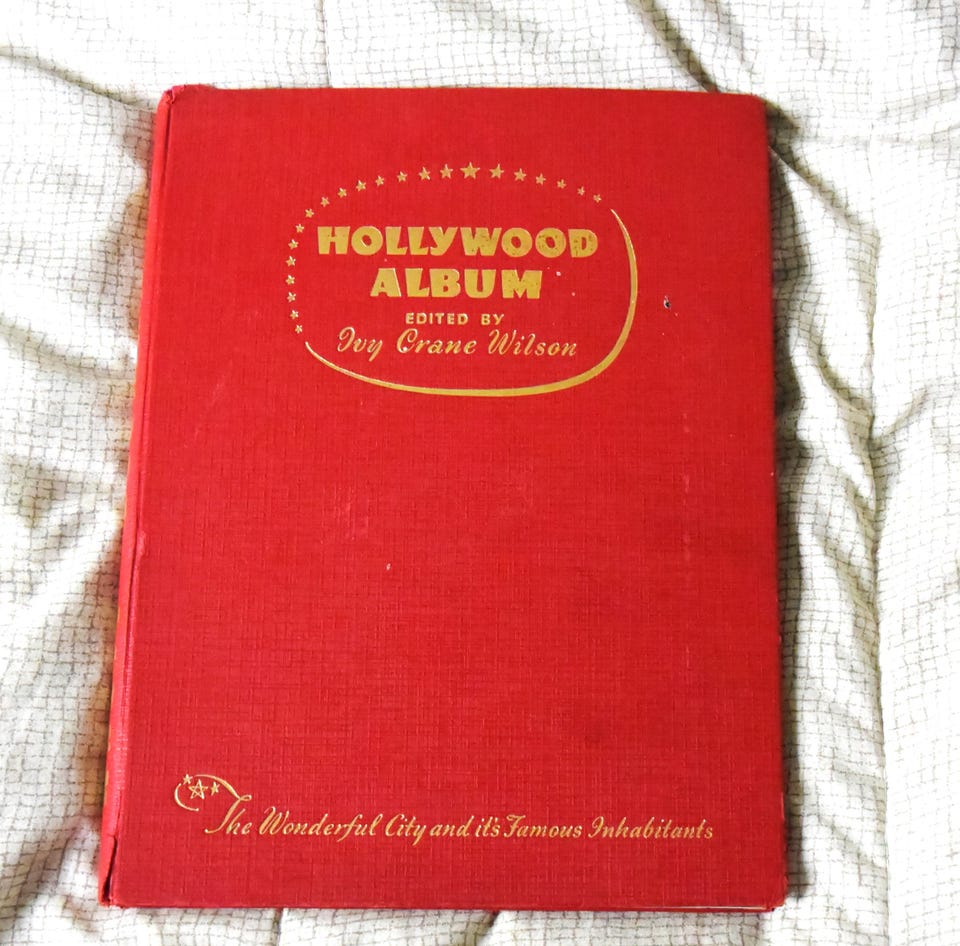 HOLLYWOOD
ALBUM
EDITED BY
Ivy Crane Wilson
The Wonderful City and it's Famous Inhabitants